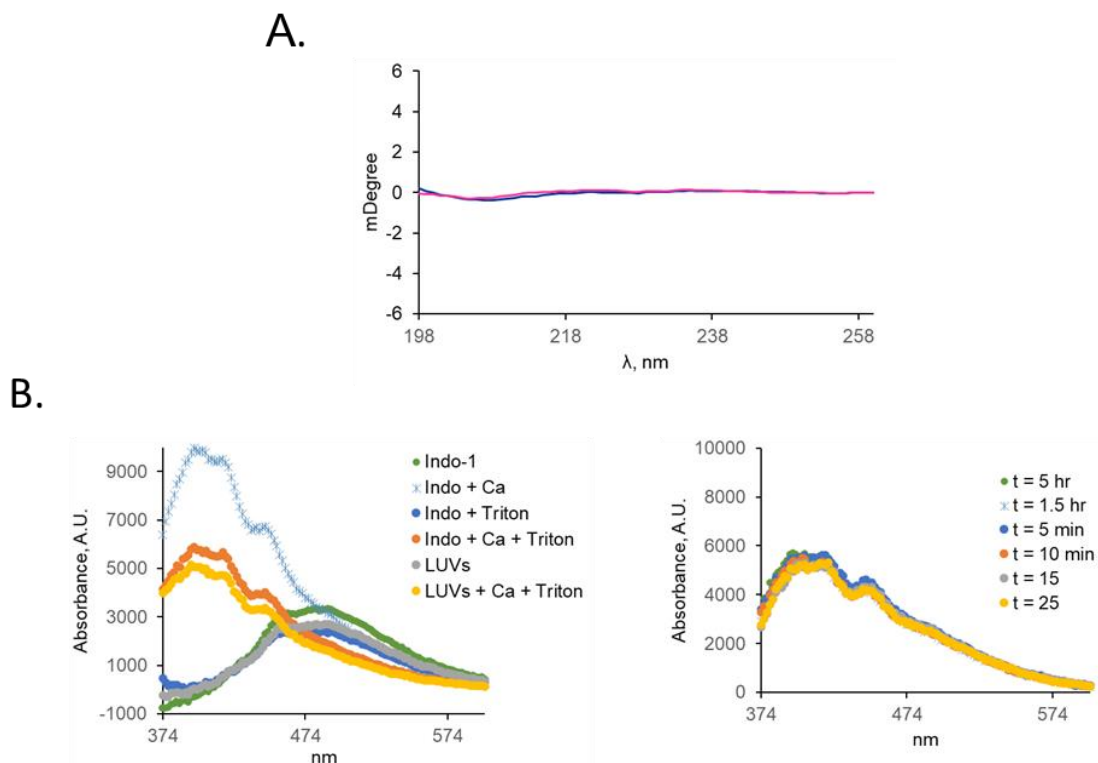 A.
6
4
2
0
-2
-4
-6
mDegree
198 218 238 258
λ, nm
B.
9000
7000
5000
3000
1000
-1000
Absorbance, A.U.
374 474 574
nm
Indo-1
Indo + Ca
Indo + Triton
Indo + Ca + Triton
LUVs
LUVs + Ca + Triton
10000
8000
6000
4000
2000
0
Absorbance, A.U.
374 474 574
nm
t = 5 hr
t = 1.5 hr
t = 5 min
t = 10 min
t = 15
t = 25